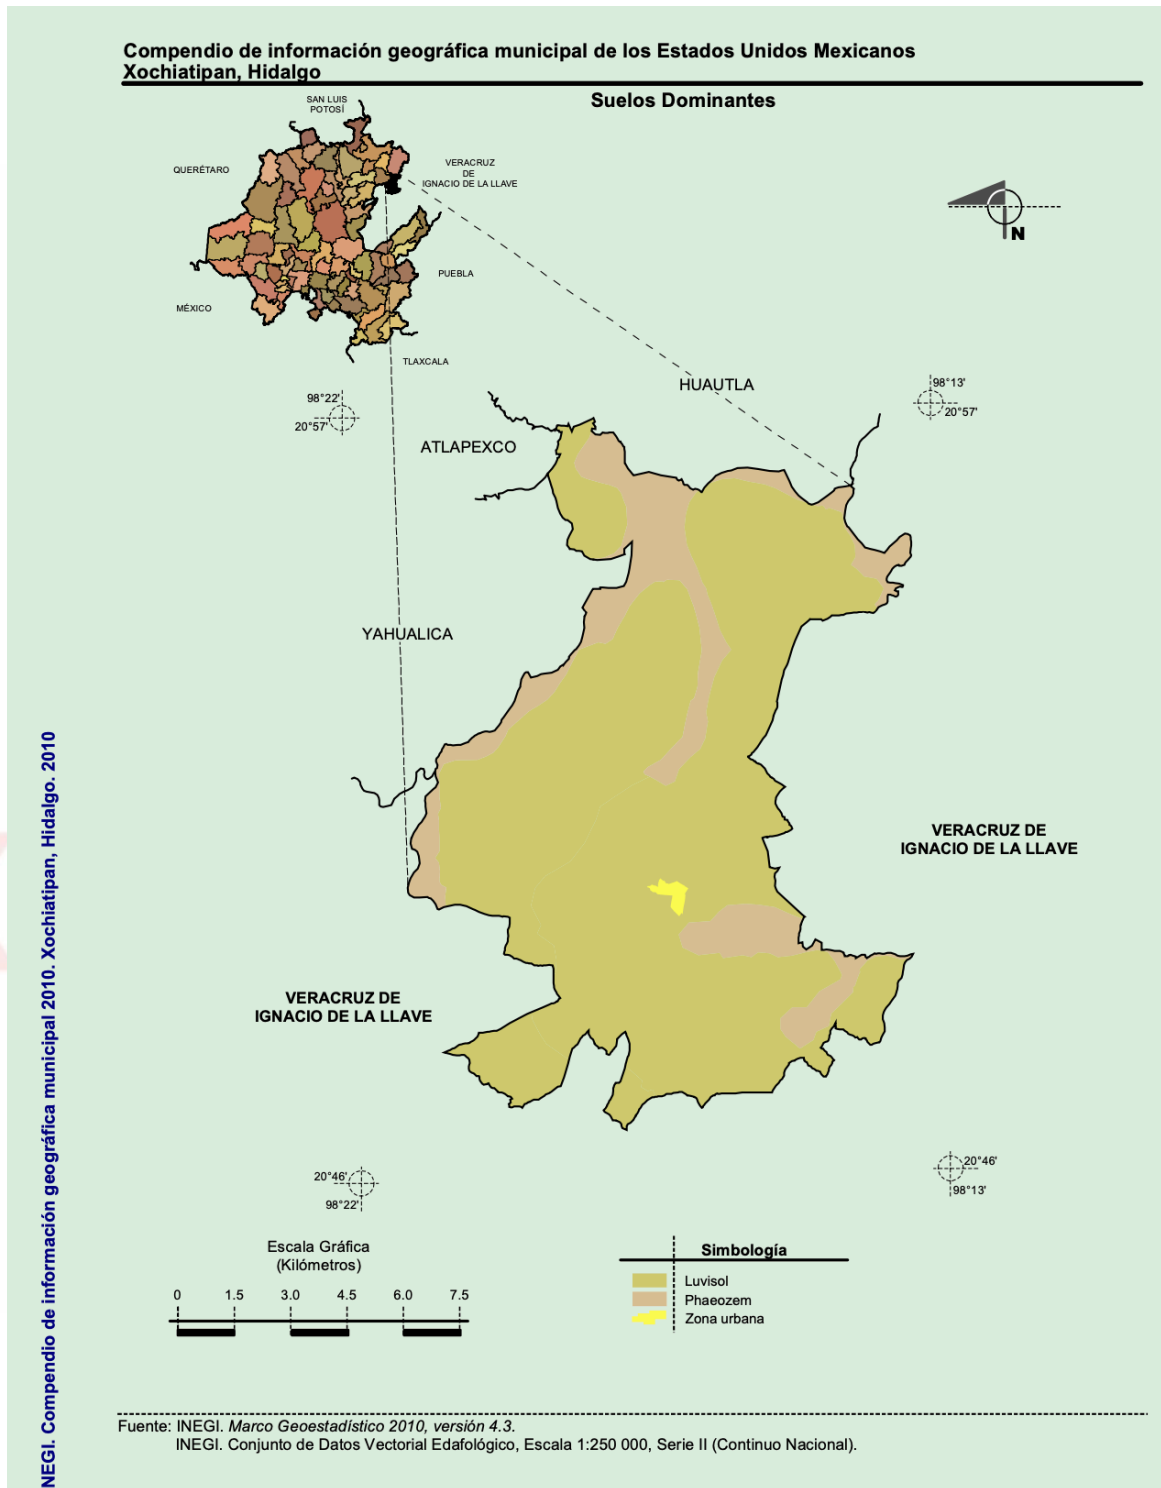 Compendio de información geográfica municipal de los Estados Unidos Mexicanos
Xochiatipan, Hidalgo
Suelos Dominantes
SAN LUIS
POTOSÍ
QUERÉTARO
VERACRUZ
DE
IGNACIO DE LA LLAVE
N
PUEBLA
MÉXICO
TLAXCALA
HUAUTLA
98°22'
20°57'
98°13'
20°57'
ATLAPEXCO
YAHUALICA
VERACRUZ DE
IGNACIO DE LA LLAVE
VERACRUZ DE
IGNACIO DE LA LLAVE
20°46'
98°22'
20°46'
98°13'
Escala Gráfica
(Kilómetros)
0 1.5 3.0 4.5 6.0 7.5
Simbología
Luvisol
Phaeozem
Zona urbana
Fuente: INEGI. Marco Geoestadístico 2010, versión 4.3.
INEGI. Conjunto de Datos Vectorial Edafológico, Escala 1:250 000, Serie II (Continuo Nacional).
NEGI. Compendio de información geográfica municipal 2010. Xochiatipan, Hidalgo. 2010